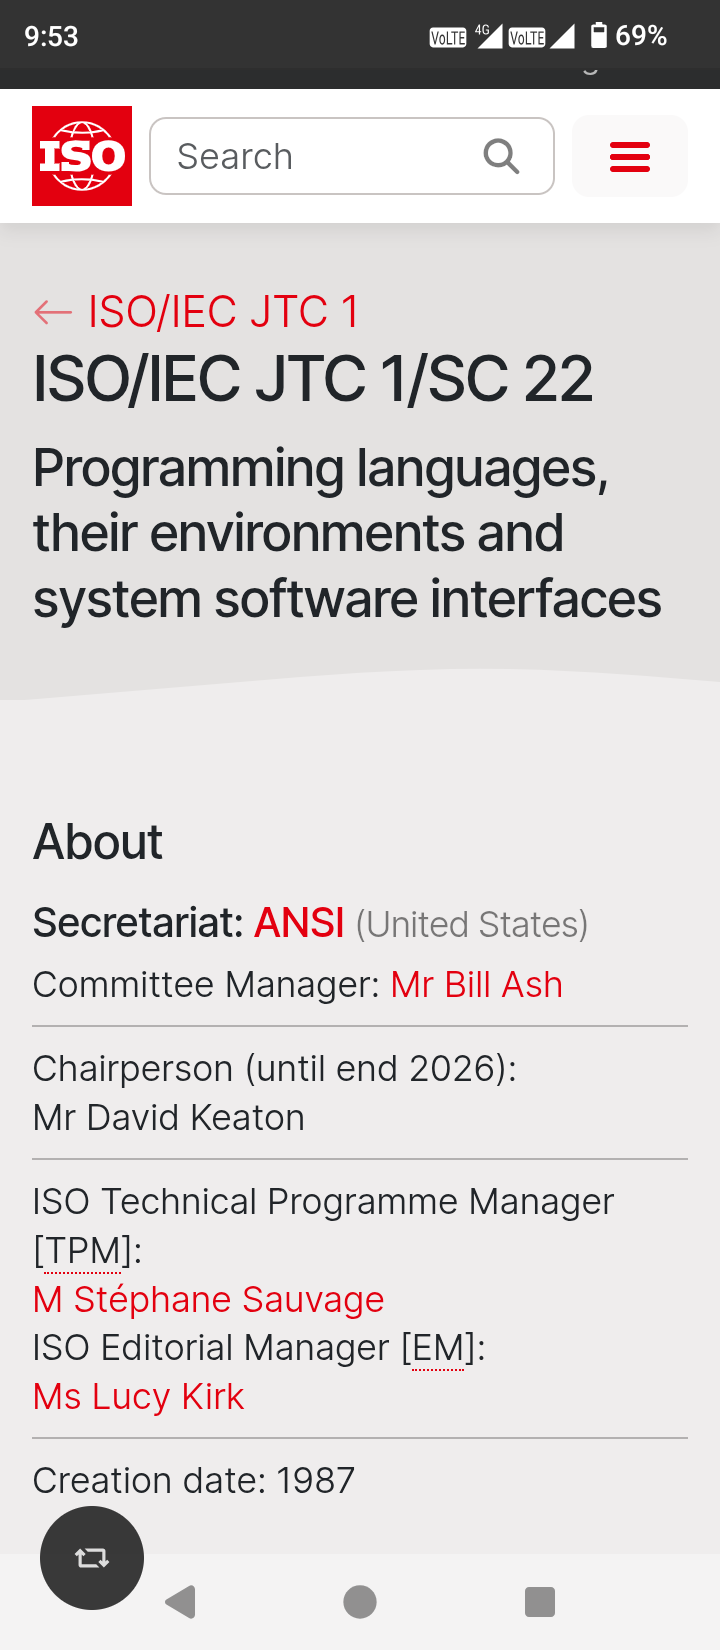 9:53
VoLTE 4G VoLTE 69%
ISO
Search
← ISO/IEC JTC 1
ISO/IEC JTC 1/SC 22
Programming languages,
their environments and
system software interfaces
About
Secretariat: ANSI (United States)
Committee Manager: Mr Bill Ash
Chairperson (until end 2026):
Mr David Keaton
ISO Technical Programme Manager
[TPM]:
M Stéphane Sauvage
ISO Editorial Manager [EM]:
Ms Lucy Kirk
Creation date: 1987